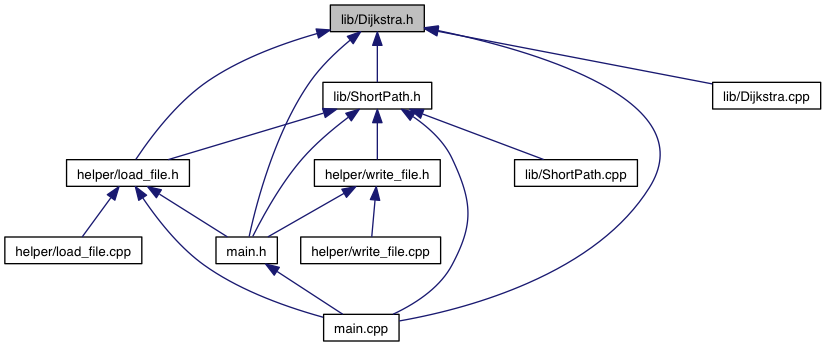 lib/Dijkstra.h
lib/ShortPath.h
lib/Dijkstra.cpp
helper/load_file.h
helper/write_file.h
lib/ShortPath.cpp
helper/load_file.cpp
main.h
helper/write_file.cpp
main.cpp